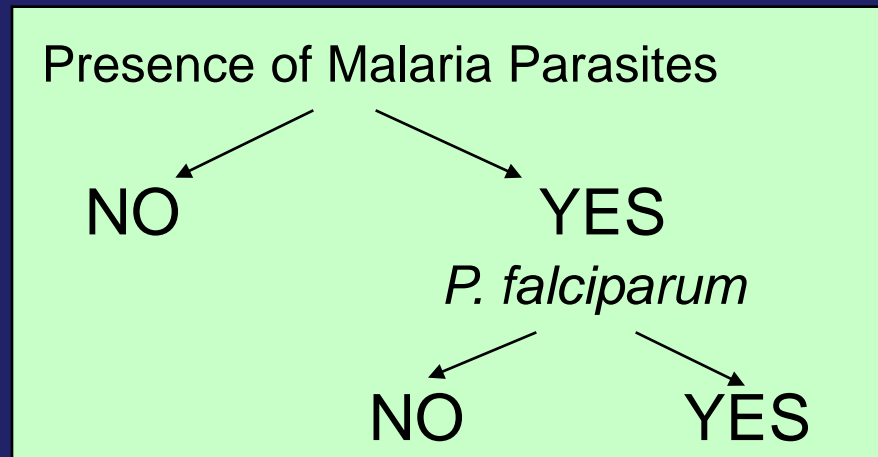 Presence of Malaria Parasites
NO YES
P. falciparum
NO YES